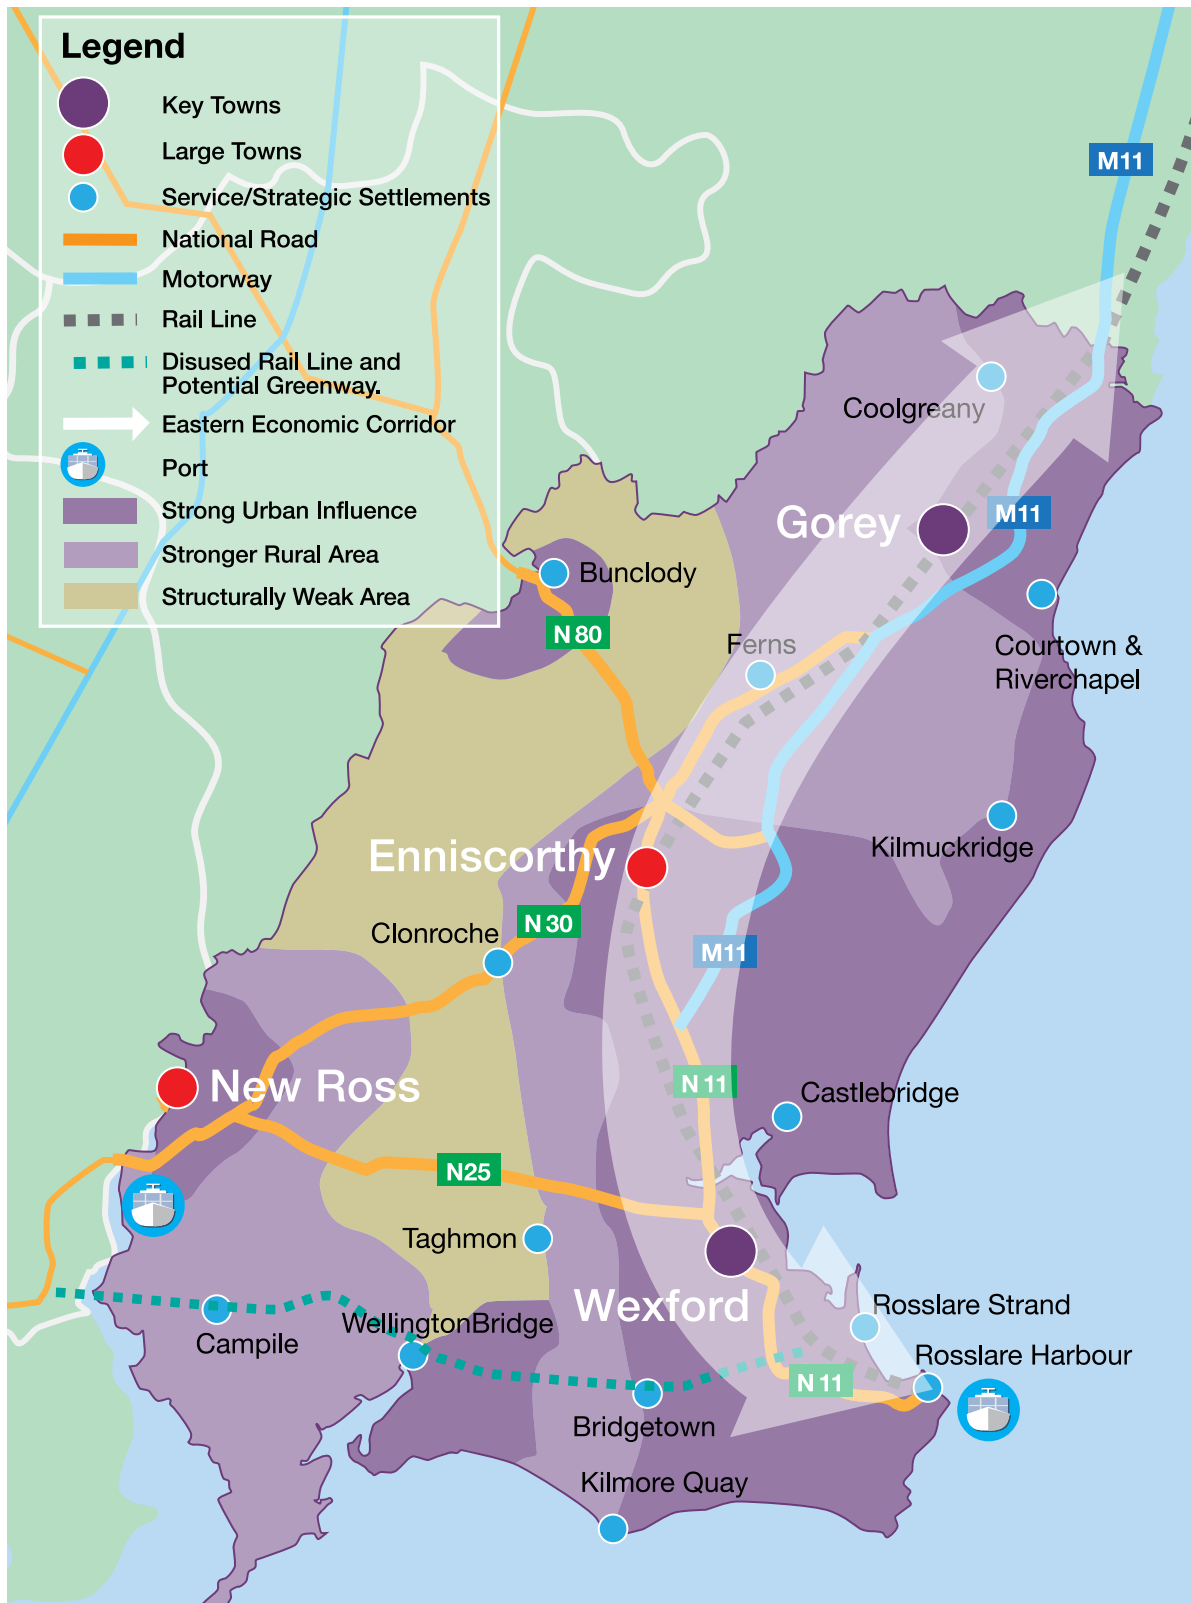 Legend
Key Towns
Large Towns
Service/Strategic Settlements
National Road
Motorway
Rail Line
Disused Rail Line and
Potential Greenway.
Eastern Economic Corridor
Port
Strong Urban Influence
Stronger Rural Area
Structurally Weak Area
M11
Coolgreany
Gorey
M11
Bunclody
N 80
Ferns
Courtown &
Riverchapel
Enniscorthy
Kilmuckridge
N 30
Clonroche
M11
New Ross
N 11
Castlebridge
N25
Taghmon
Wexford
Rosslare Strand
WellingtonBridge
Campile
Rosslare Harbour
N 11
Bridgetown
Kilmore Quay